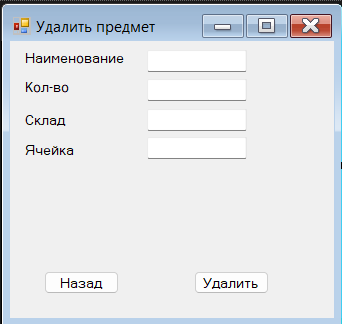 Удалить предмет
Наименование
Кол-во
Склад
Ячейка
Назад Удалить